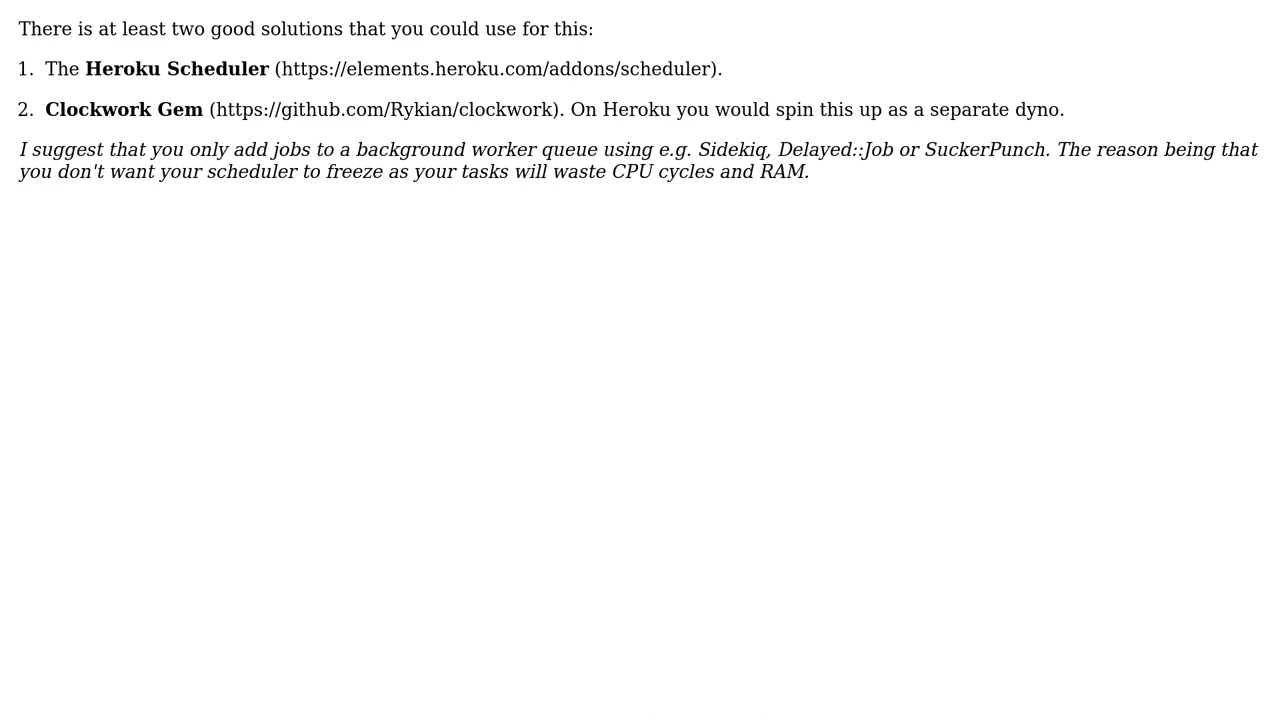 There is at least two good solutions that you could use for this:
1. The Heroku Scheduler (https://elements.heroku.com/addons/scheduler).
2. Clockwork Gem (https://github.com/Rykian/clockwork). On Heroku you would spin this up as a separate dyno.
I suggest that you only add jobs to a background worker queue using e.g. Sidekiq, Delayed::Job or SuckerPunch. The reason being that
you don't want your scheduler to freeze as your tasks will waste CPU cycles and RAM.